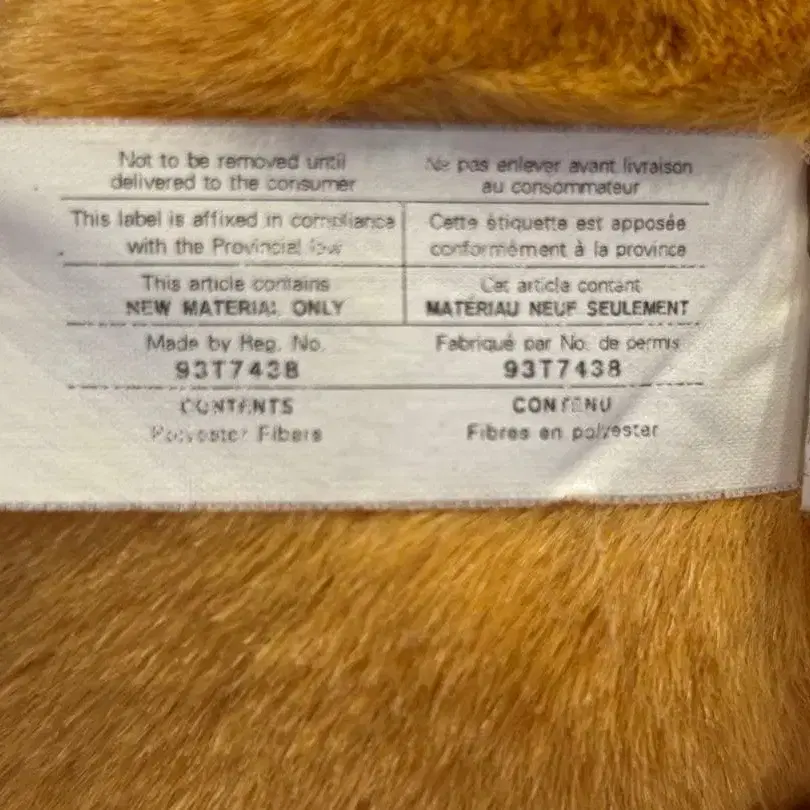 Not to be removed until
delivered to the consumer
Ne pas enlever avant livraison
au consommateur
This label is affixed in compliance
with the Provincial law
Cette étiquette est apposée
conformément à la province
This article contains
NEW MATERIAL ONLY
Cet article contant
MATÉRIAU NEUF SEULEMENT
Made by Reg. No.
93T7438
Fabriqué par No. de permis
93T7438
CONTENTS
Polyester Fibers
CONTENU
Fibres en polyester